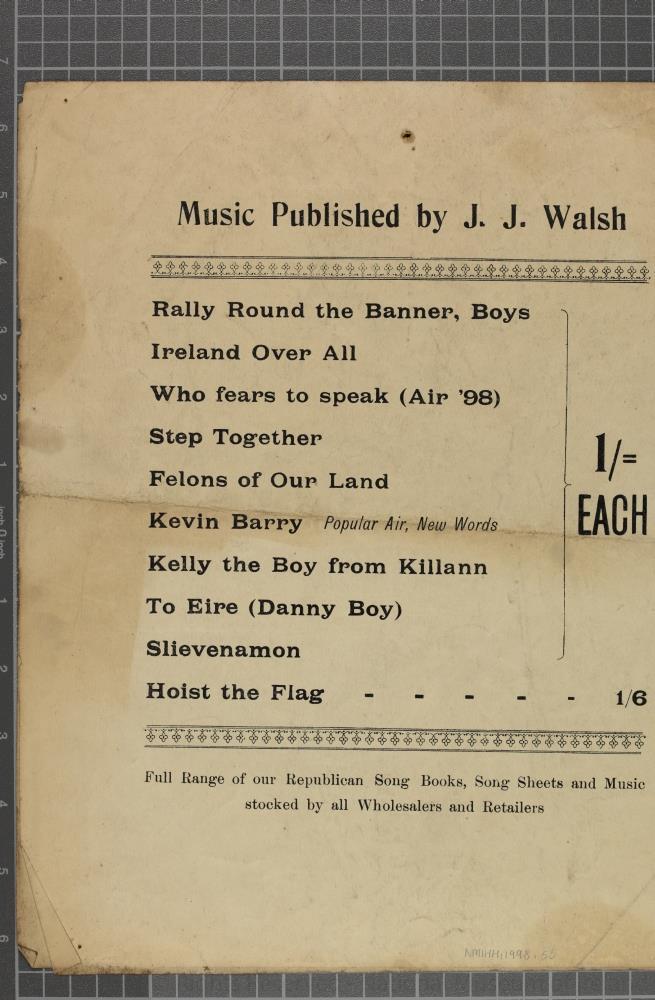 Music Published by J. J. Walsh
Rally Round the Banner, Boys
Ireland Over All
Who fears to speak (Air '98)
Step Together
Felons of Our Land
Kevin Barry Popular Air, New Words
Kelly the Boy from Killann
To Eire (Danny Boy)
Slievenamon
1/=
EACH
Hoist the Flag - - - - - 1/6
Full Range of our Republican Song Books, Song Sheets and Music
stocked by all Wholesalers and Retailers